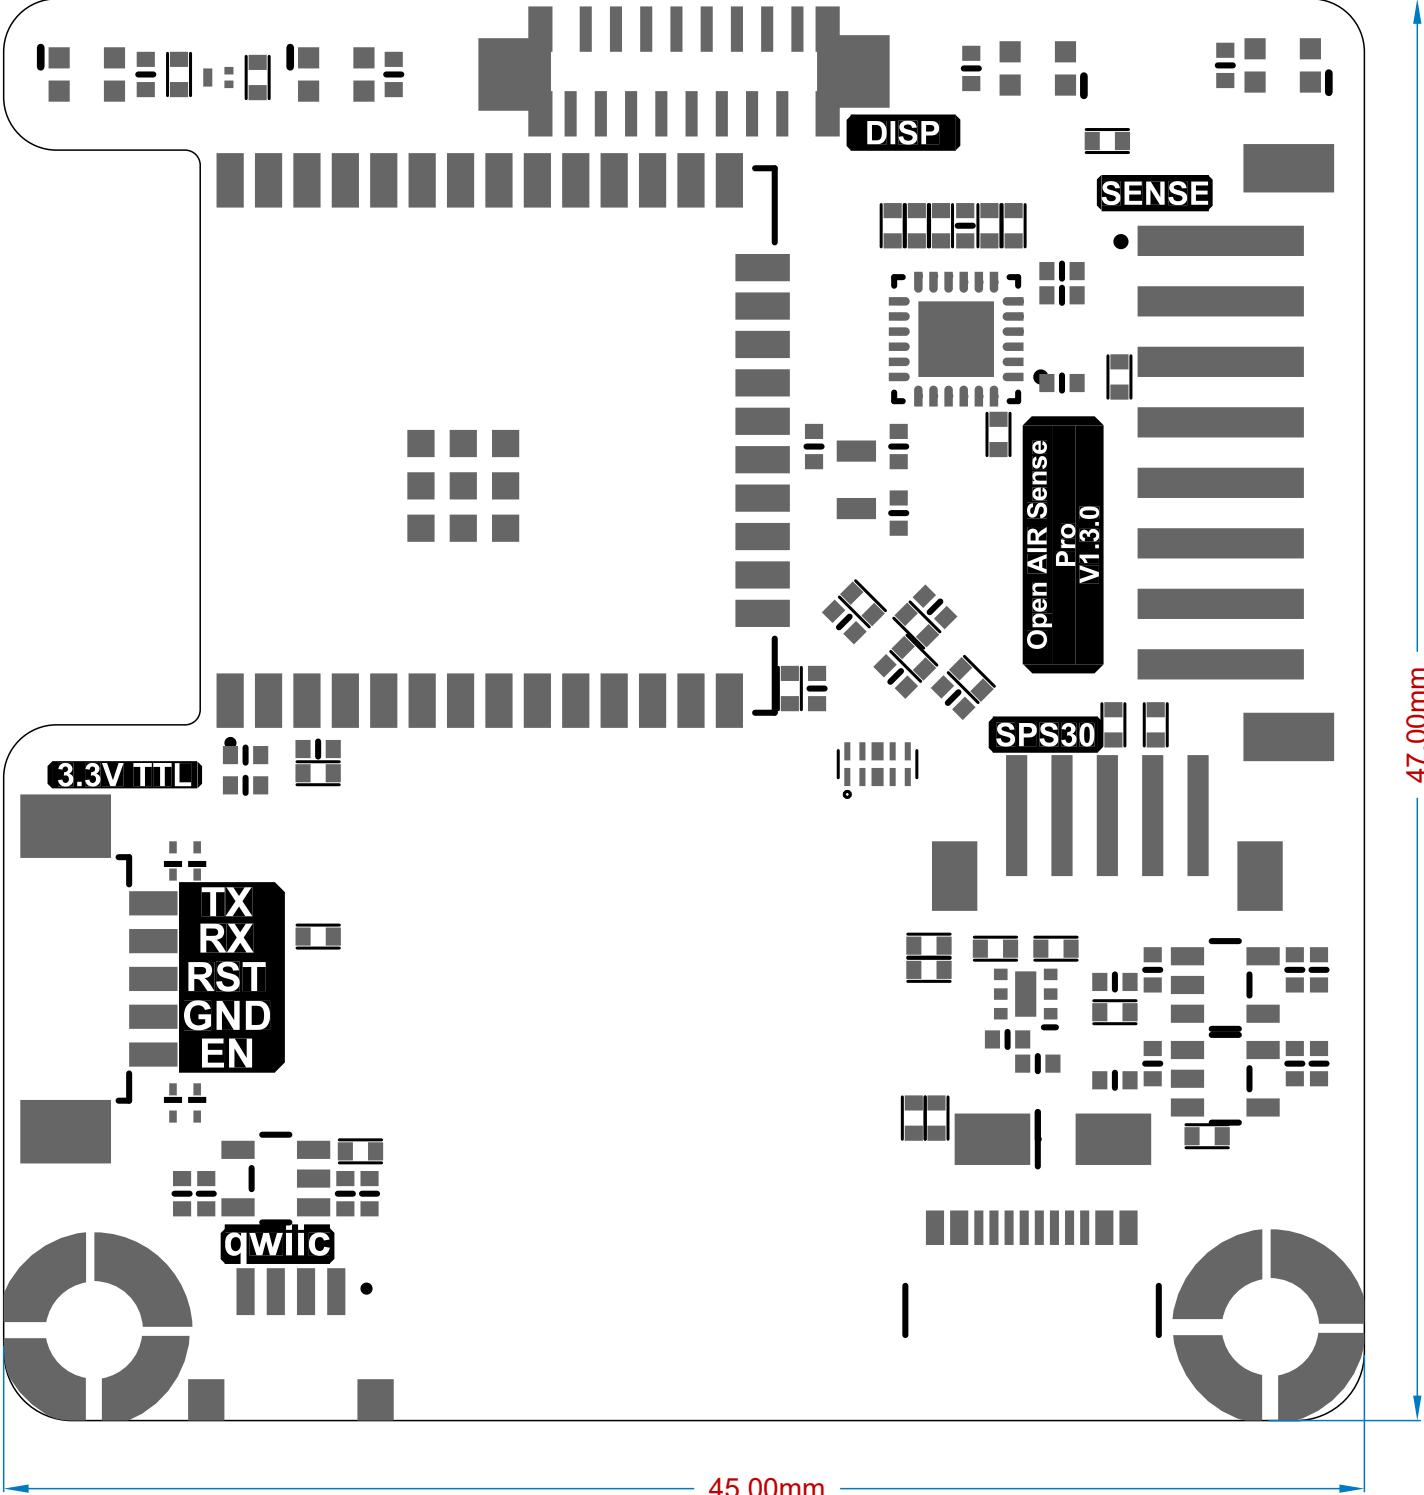 DISP
SENSE
Open AIR Sense
Pro
V1.3.0
SPS30
3.3V TTL
TX
RX
RST
GND
EN
qwiic
47.00mm
45.00mm